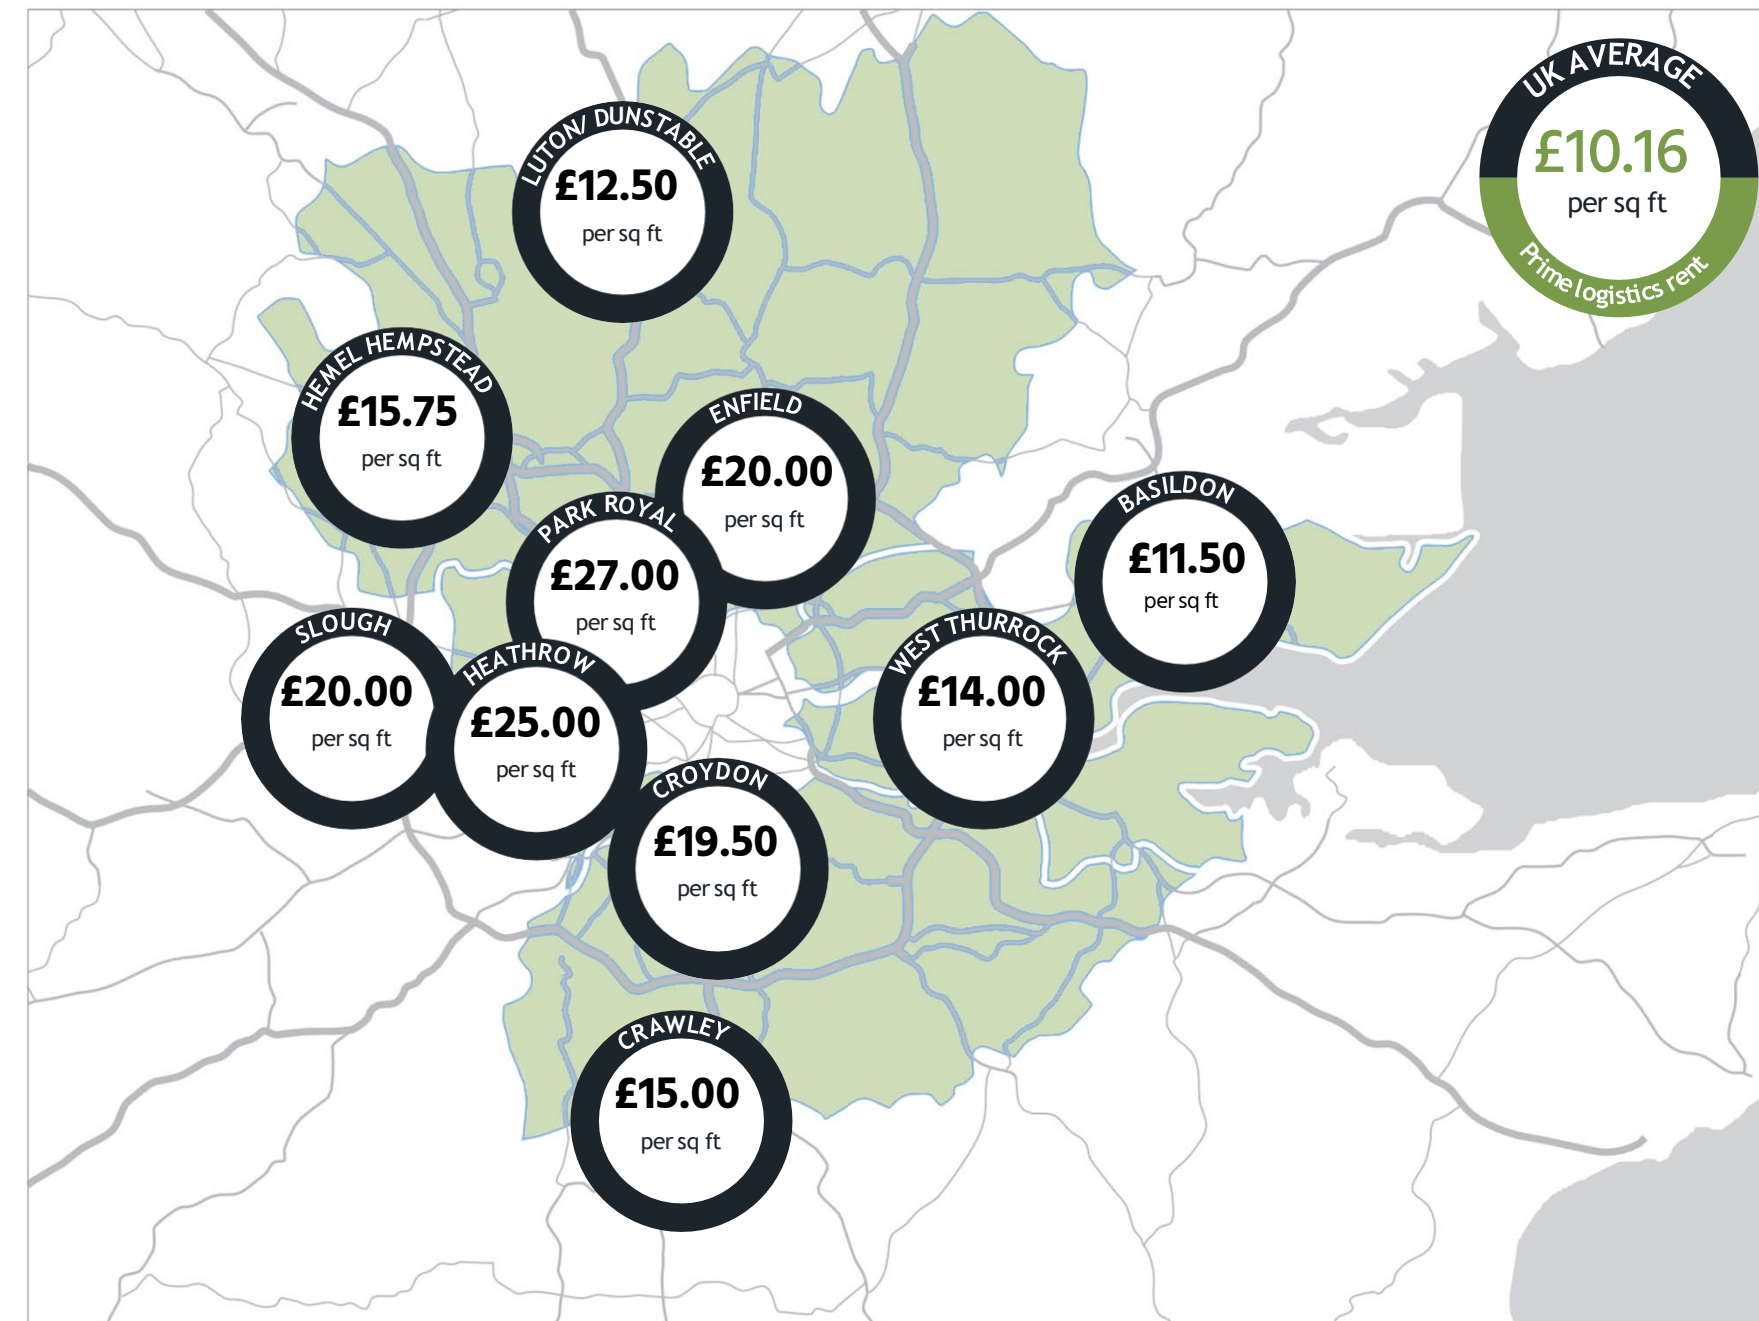 UK AVERAGE
£10.16
per sq ft
Prime logistics rent
LUTON/ DUNSTABLE
£12.50
per sq ft
HEMEL HEMPSTEAD
£15.75
per sq ft
ENFIELD
£20.00
per sq ft
PARK ROYAL
£27.00
per sq ft
BASILDON
£11.50
per sq ft
SLOUGH
£20.00
per sq ft
HEATHROW
£25.00
per sq ft
WEST THURROCK
£14.00
per sq ft
CROYDON
£19.50
per sq ft
CRAWLEY
£15.00
per sq ft